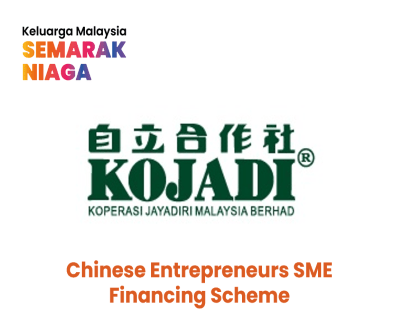 Keluarga Malaysia
SEMARAK
NIAGA
自立合作社
KOJADI®
KOPERASI JAYADIRI MALAYSIA BERHAD
Chinese Entrepreneurs SME
Financing Scheme